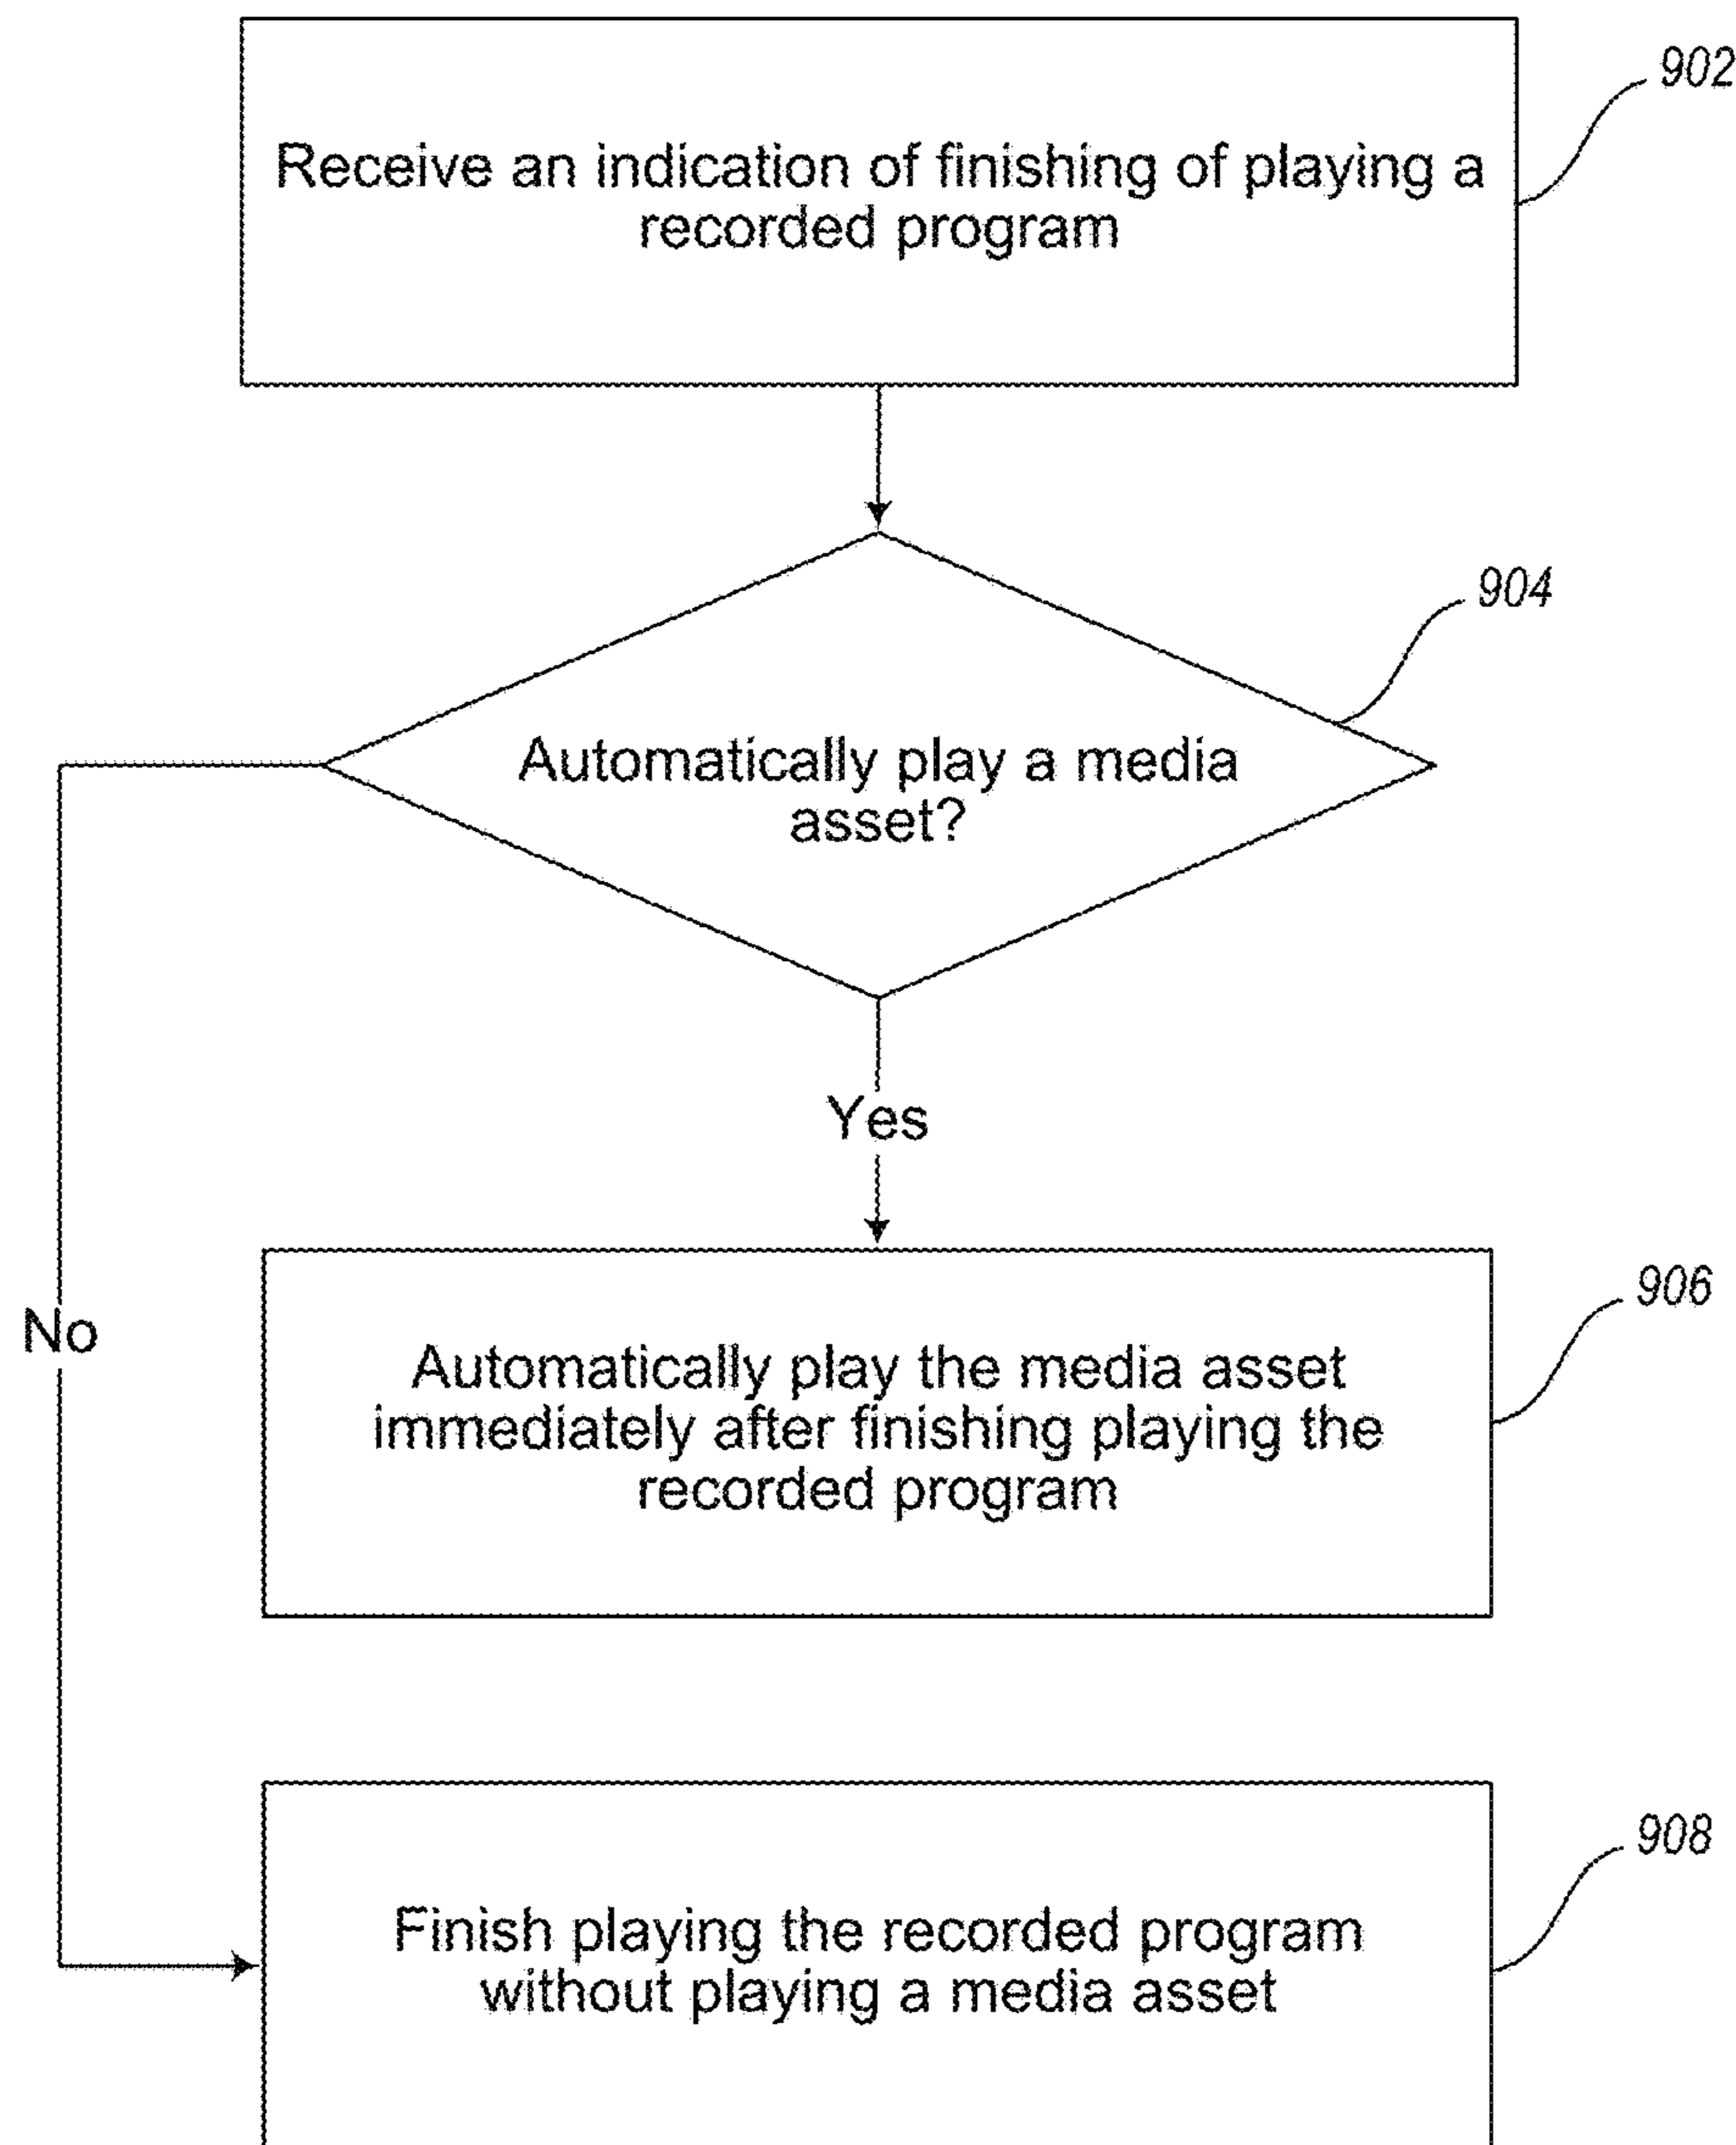 902
Receive an indication of finishing of playing a
recorded program
904
Automatically play a media
asset?
Yes
No
906
Automatically play the media asset
immediately after finishing playing the
recorded program
908
Finish playing the recorded program
without playing a media asset